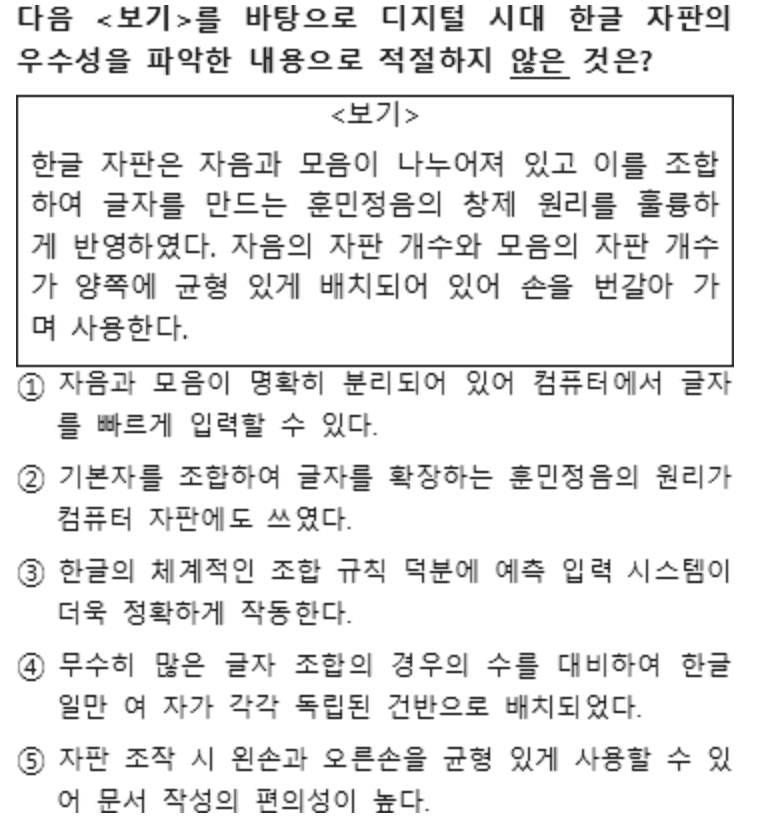 다음 <보기>를 바탕으로 디지털 시대 한글 자판의
우수성을 파악한 내용으로 적절하지 않은 것은?
<보기>
한글 자판은 자음과 모음이 나누어져 있고 이를 조합
하여 글자를 만드는 훈민정음의 창제 원리를 훌륭하
게 반영하였다. 자음의 자판 개수와 모음의 자판 개수
가 양쪽에 균형 있게 배치되어 있어 손을 번갈아 가
며 사용한다.
① 자음과 모음이 명확히 분리되어 있어 컴퓨터에서 글자
를 빠르게 입력할 수 있다.
② 기본자를 조합하여 글자를 확장하는 훈민정음의 원리가
컴퓨터 자판에도 쓰였다.
③ 한글의 체계적인 조합 규칙 덕분에 예측 입력 시스템이
더욱 정확하게 작동한다.
④ 무수히 많은 글자 조합의 경우의 수를 대비하여 한글
일만 여 자가 각각 독립된 건반으로 배치되었다.
⑤ 자판 조작 시 왼손과 오른손을 균형 있게 사용할 수 있
어 문서 작성의 편의성이 높다.